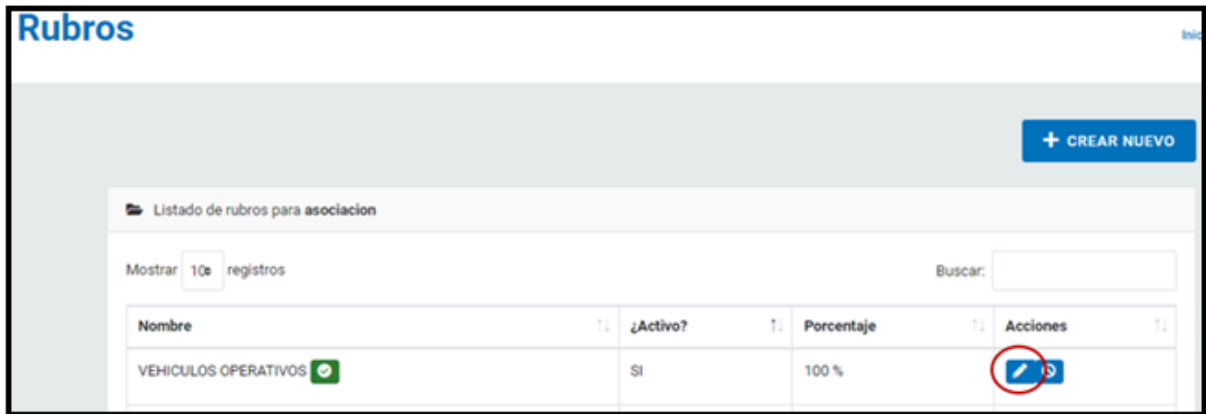 Rubros
Inic
+ CREAR NUEVO
Listado de rubros para asociacion
Mostrar 10 registros
Buscar:
Nombre ¿Activo? Porcentaje Acciones
VEHICULOS OPERATIVOS SI 100 %